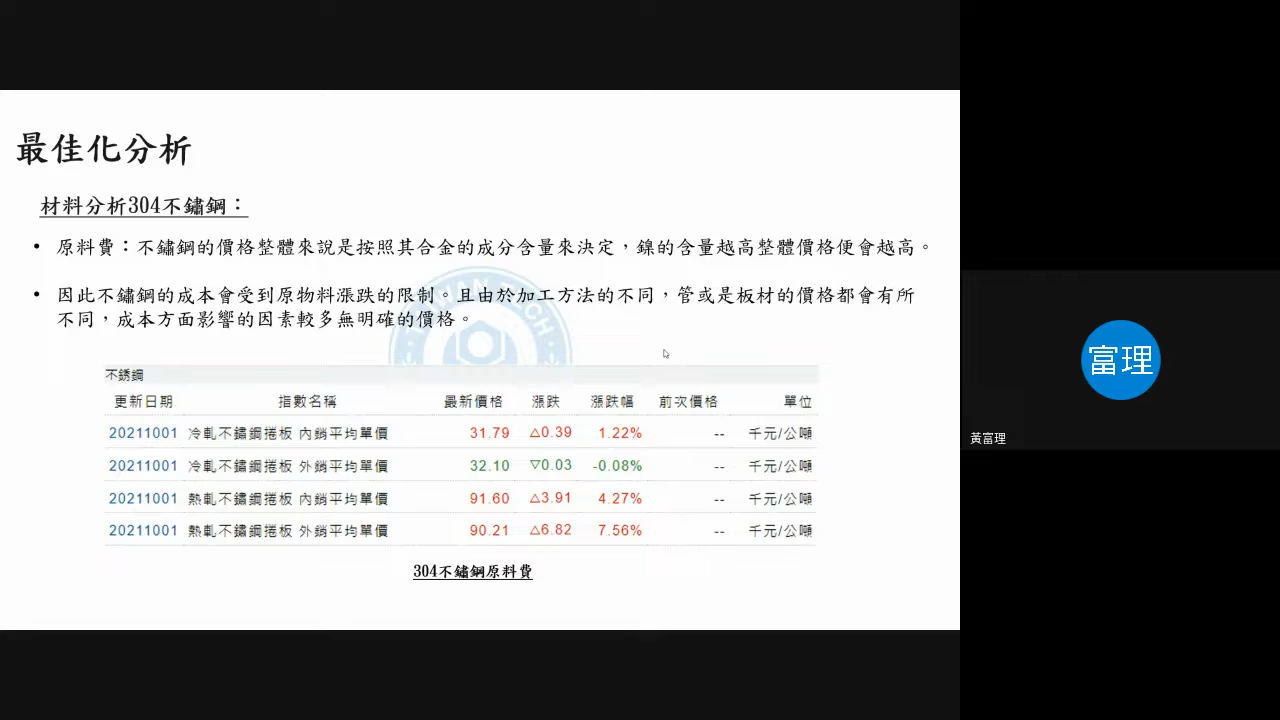 最佳化分析
材料分析304不鏽鋼：
• 原料費：不鏽鋼的價格整體來說是按照其合金的成分含量來決定，鎳的含量越高整體價格便會越高。
• 因此不鏽鋼的成本會受到原物料漲跌的限制。且由於加工方法的不同，管或是板材的價格都會有所
不同，成本方面影響的因素較多無明確的價格。
不銹鋼
更新日期 指數名稱 最新價格 漲跌 漲跌幅 前次價格 單位
20211001 冷軋不鏽鋼捲板 內銷平均單價 31.79 △0.39 1.22% -- 千元/公噸
20211001 冷軋不鏽鋼捲板 外銷平均單價 32.10 ▽0.03 -0.08% -- 千元/公噸
20211001 熱軋不鏽鋼捲板 內銷平均單價 91.60 △3.91 4.27% -- 千元/公噸
20211001 熱軋不鏽鋼捲板 外銷平均單價 90.21 △6.82 7.56% -- 千元/公噸
304不鏽鋼原料費
富理
黃富理